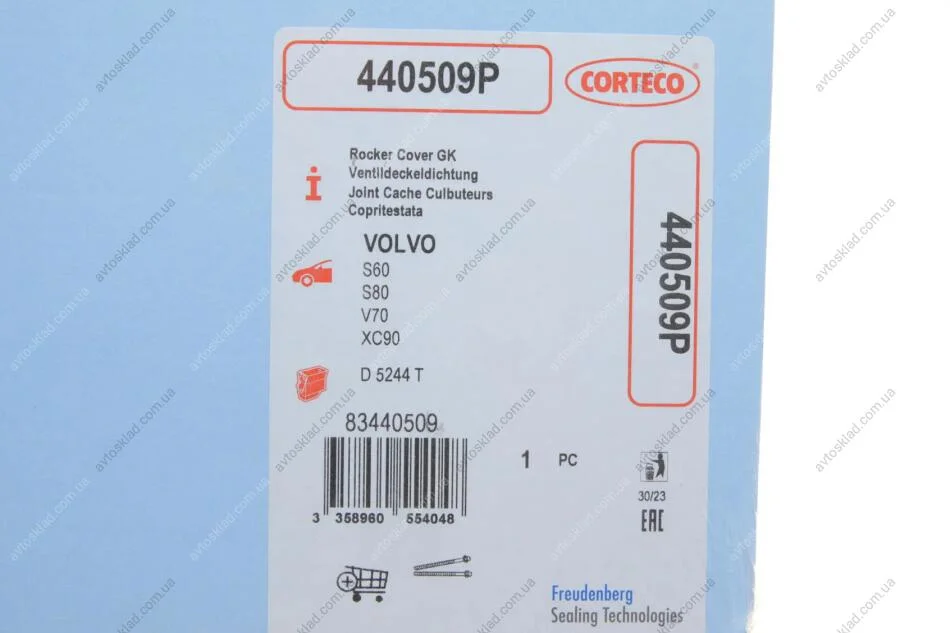 440509P
CORTECO
Rocker Cover GK
Ventildeckeldichtung
Joint Cache Culbuteurs
Copritestata
440509P
VOLVO
S60
S80
V70
XC90
D 5244 T
83440509
1 PC
3 358960 554048
30/23
EAC
Freudenberg
Sealing Technologies
avtosklad.com.ua